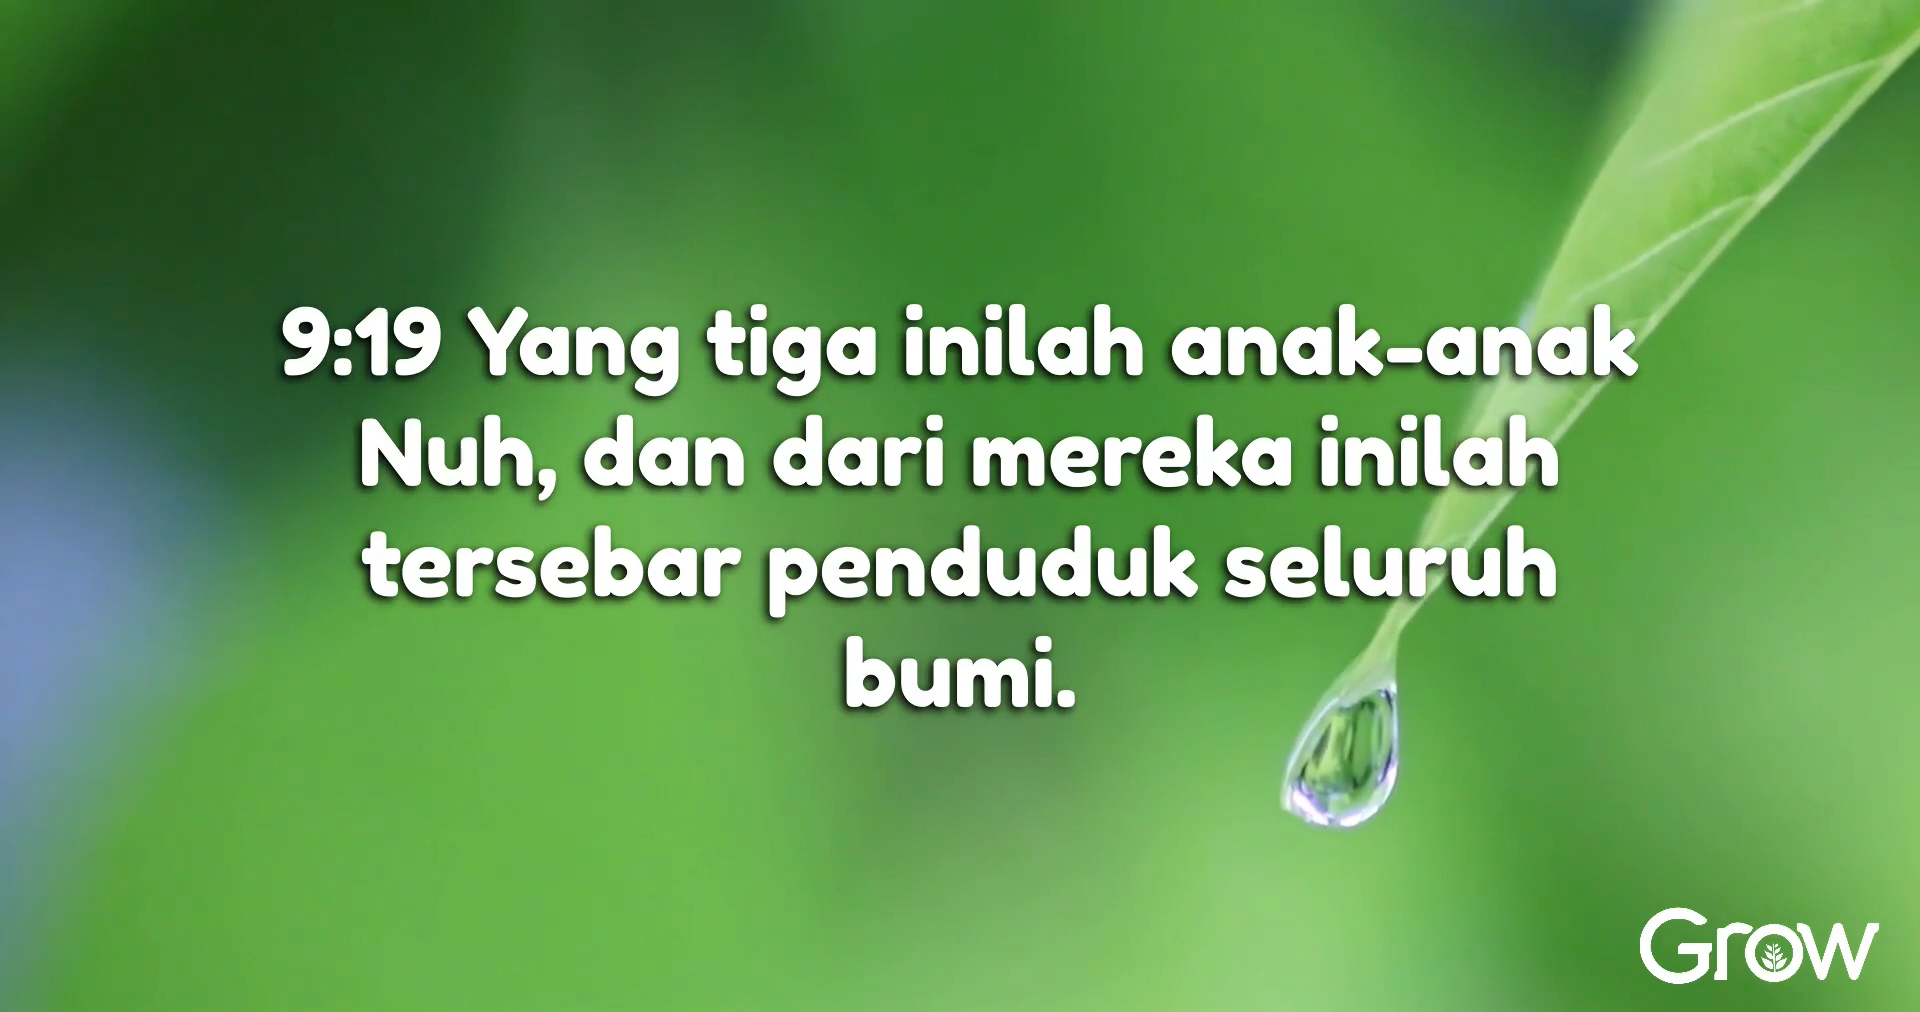 9:19 Yang tiga inilah anak-anak
Nuh, dan dari mereka inilah
tersebar penduduk seluruh
bumi.
Grow